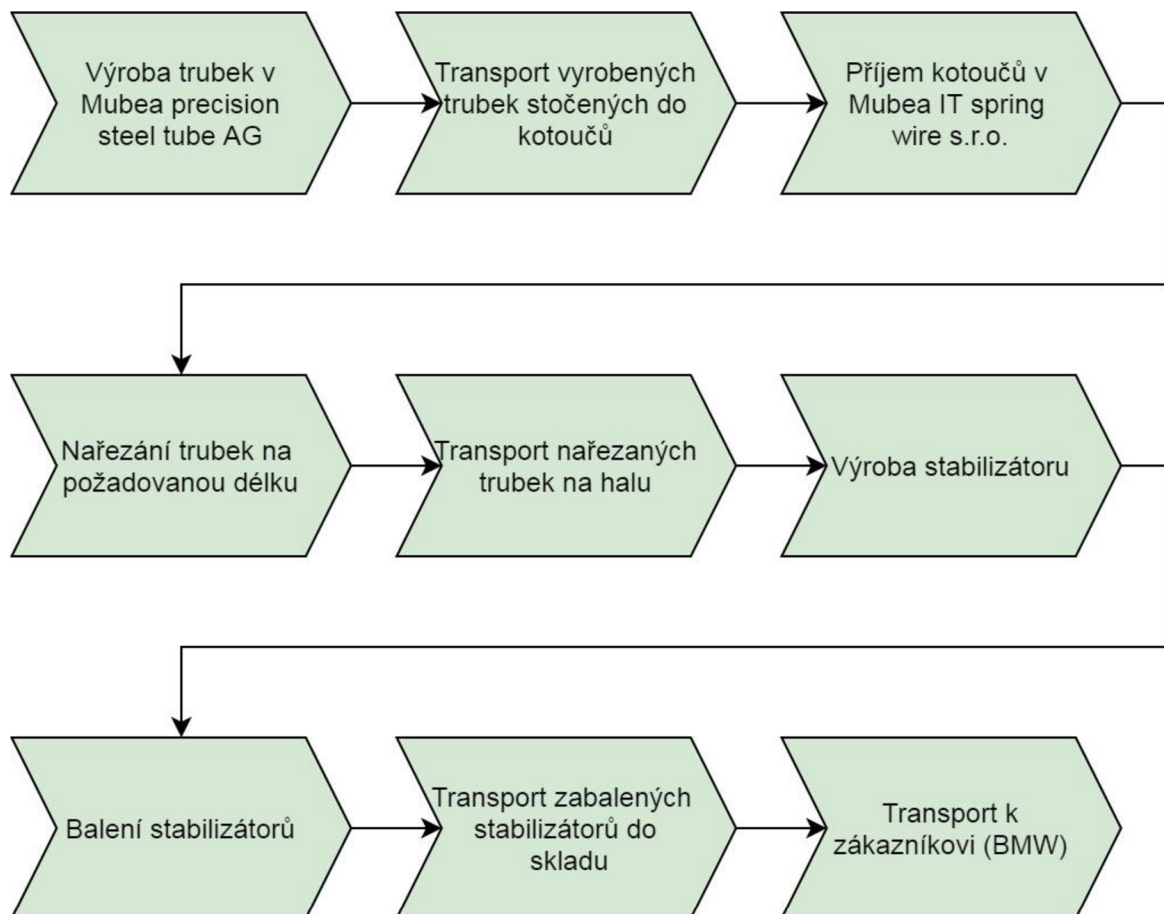 Výroba trubek v
Mubea precision
steel tube AG
Transport vyrobených
trubek stočených do
kotoučů
Příjem kotoučů v
Mubea IT spring
wire s.r.o.
Nařezání trubek na
požadovanou délku
Transport nařezaných
trubek na halu
Výroba stabilizátoru
Balení stabilizátorů
Transport zabalených
stabilizátorů do
skladu
Transport k
zákazníkovi (BMW)